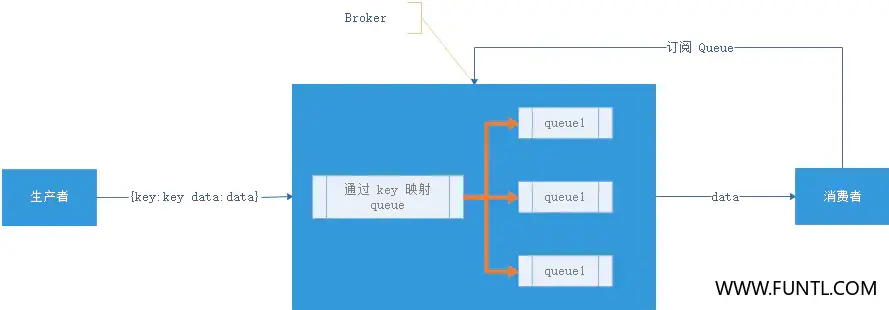 Broker
订阅 Queue
queue1
生产者
{key:key data:data}
通过 key 映射
queue
queue1
data
消费者
queue1
WWW.FUNTL.COM